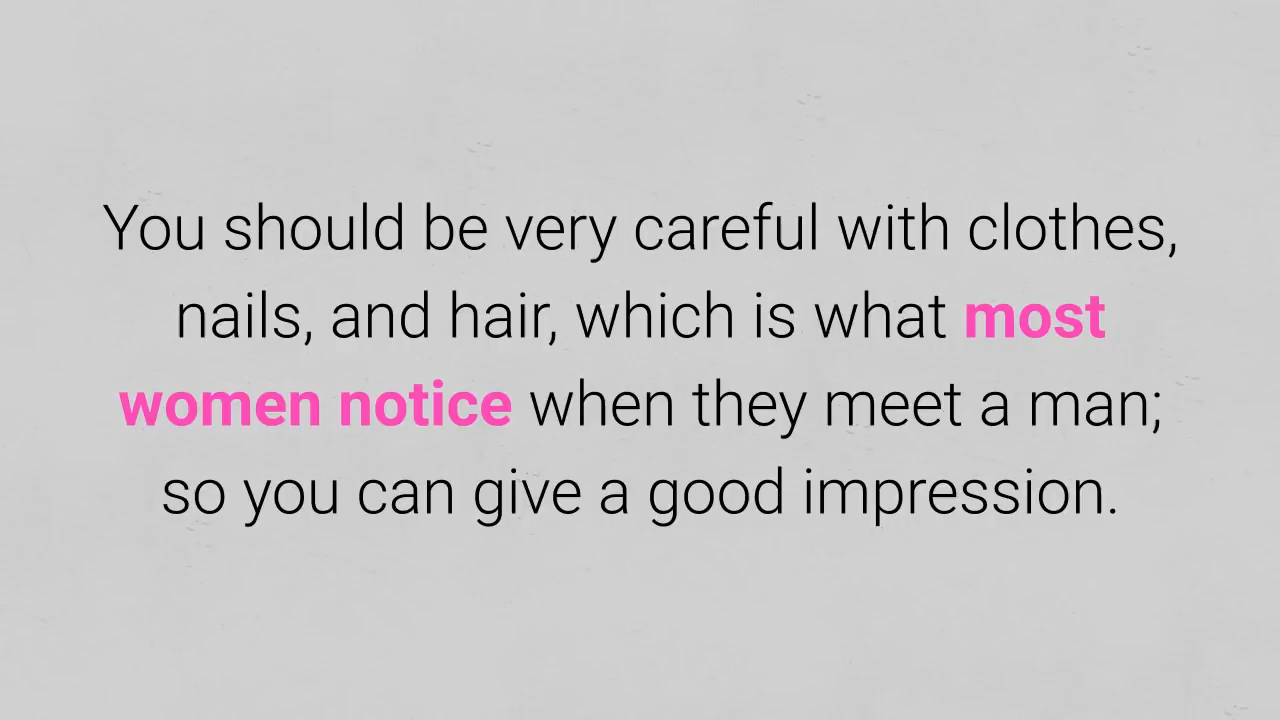 You should be very careful with clothes,
nails, and hair, which is what most
women notice when they meet a man;
so you can give a good impression.